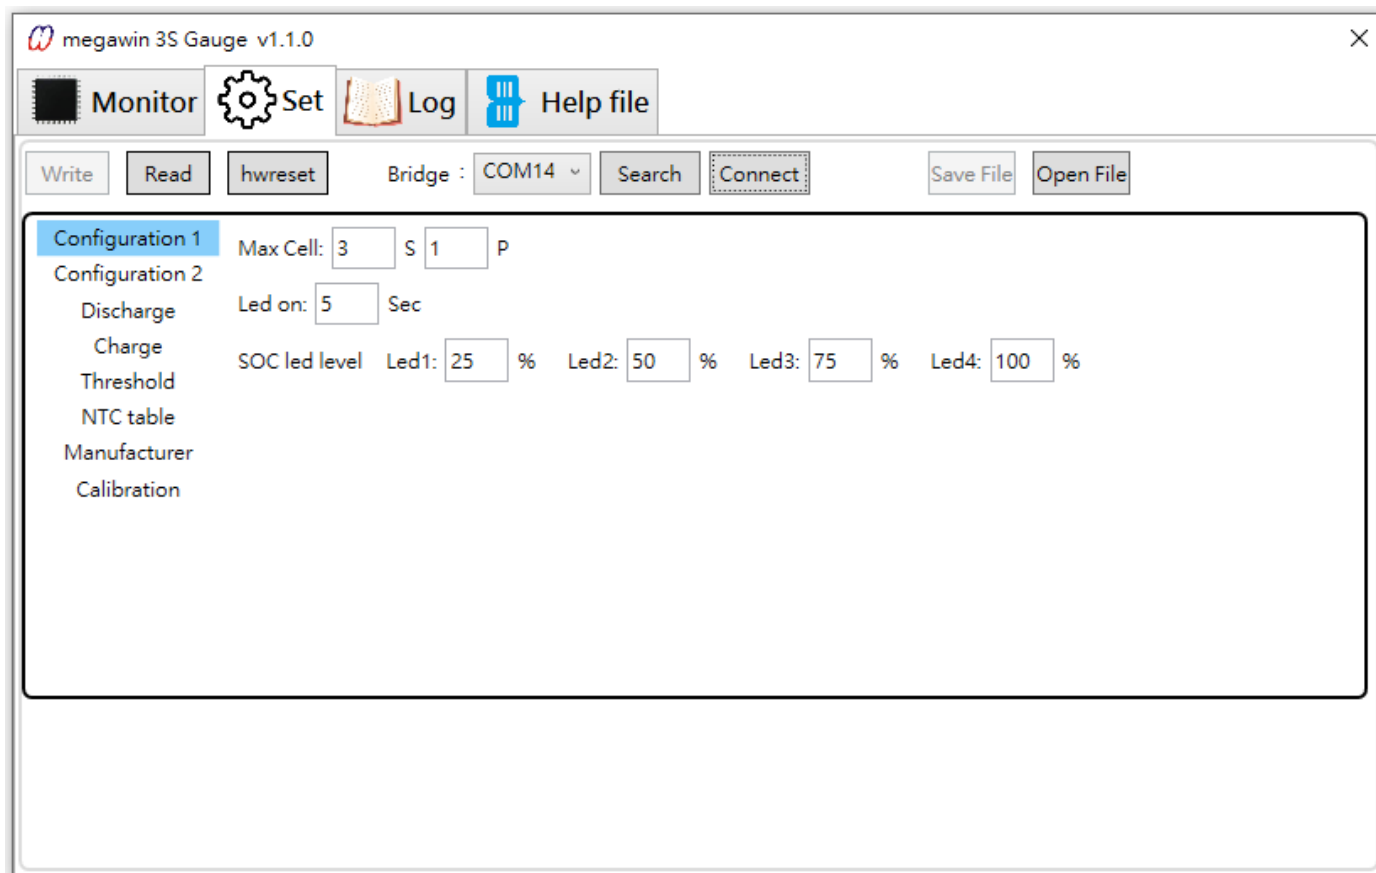 megawin 3S Gauge v1.1.0
Monitor Set Log Help file
Write Read hwreset Bridge : COM14 Search Connect Save File Open File
Configuration 1
Configuration 2
Discharge
Charge
Threshold
NTC table
Manufacturer
Calibration
Max Cell: 3 S 1 P
Led on: 5 Sec
SOC led level Led1: 25 % Led2: 50 % Led3: 75 % Led4: 100 %